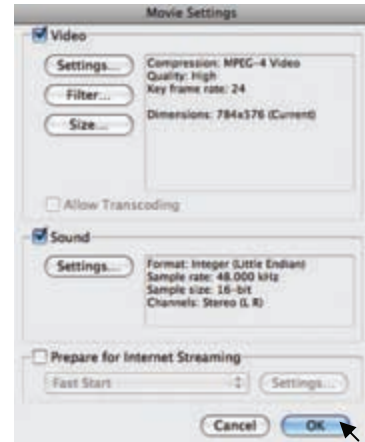 Movie Settings
Video
Settings...
Filter...
Size...
Compression: MPEG-4 Video
Quality: High
Key frame rate: 24
Dimensions: 784x576 (Current)
Allow Transcoding
Sound
Settings...
Format: Integer (Little Endian)
Sample rate: 48.000 kHz
Sample size: 16-bit
Channels: Stereo (L R)
Prepare for Internet Streaming
Fast Start
Settings...
Cancel
OK